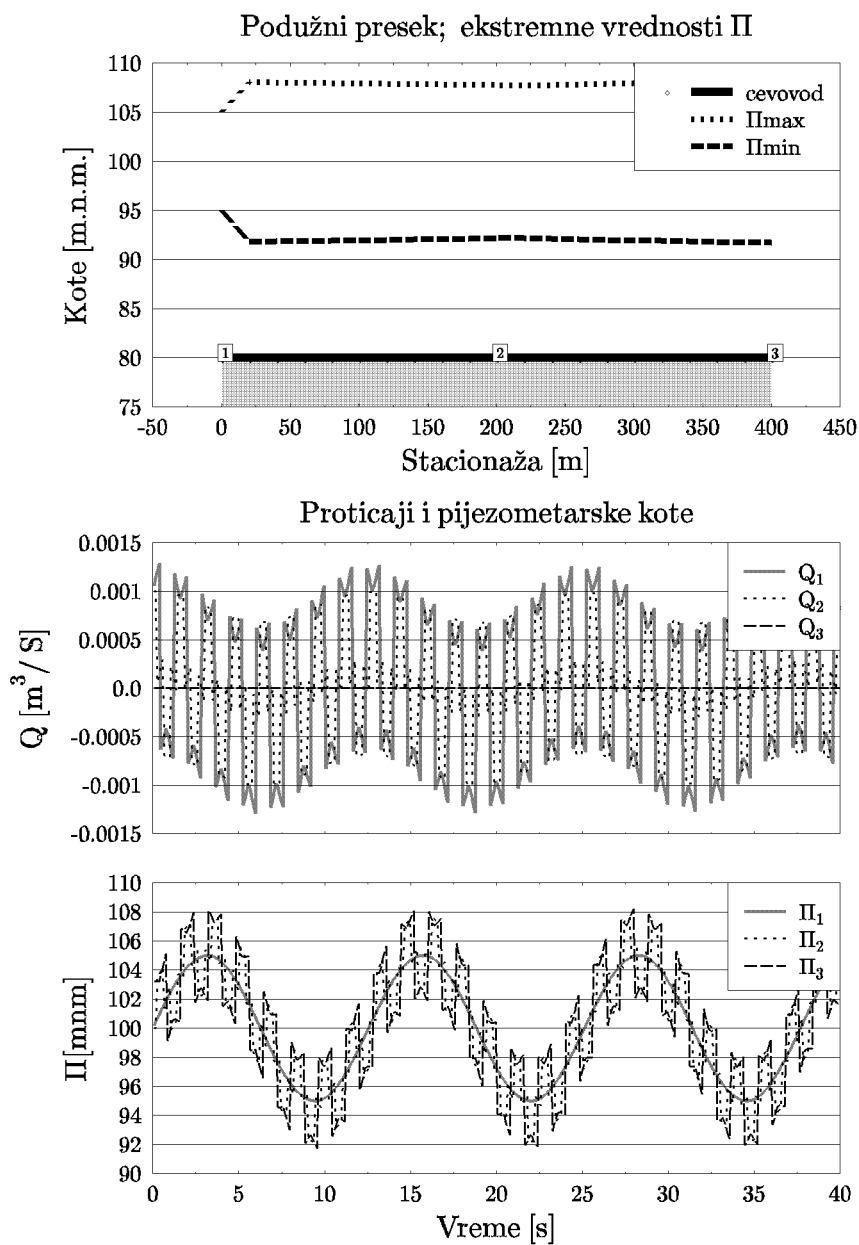 Podužni presek; ekstremne vrednosti Π
110
105
100
95
90
85
80
75
Kote [m.n.m.]
cevovod
Πmax
Πmin
1 2 3
-50 0 50 100 150 200 250 300 350 400 450
Stacionaža [m]
Proticaji i pijezometarske kote
0.0015
0.001
0.0005
0.0
-0.0005
-0.001
-0.0015
Q [m³/ S]
Q₁
Q₂
Q₃
110
108
106
104
102
100
98
96
94
92
90
Π[mnm]
Π₁
Π₂
Π₃
0 5 10 15 20 25 30 35 40
Vreme [s]